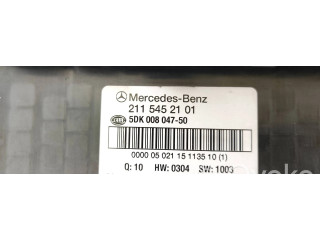 Mercedes-Benz
211 545 21 01
5DK 008 047-50
0000 05 021 15 1135 10 (1)
Q: 10 HW: 0304 SW: 1003